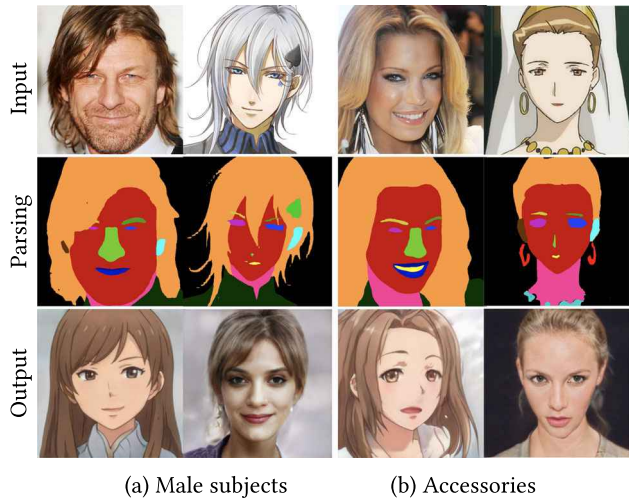 Input
Parsing
Output
(a) Male subjects
(b) Accessories